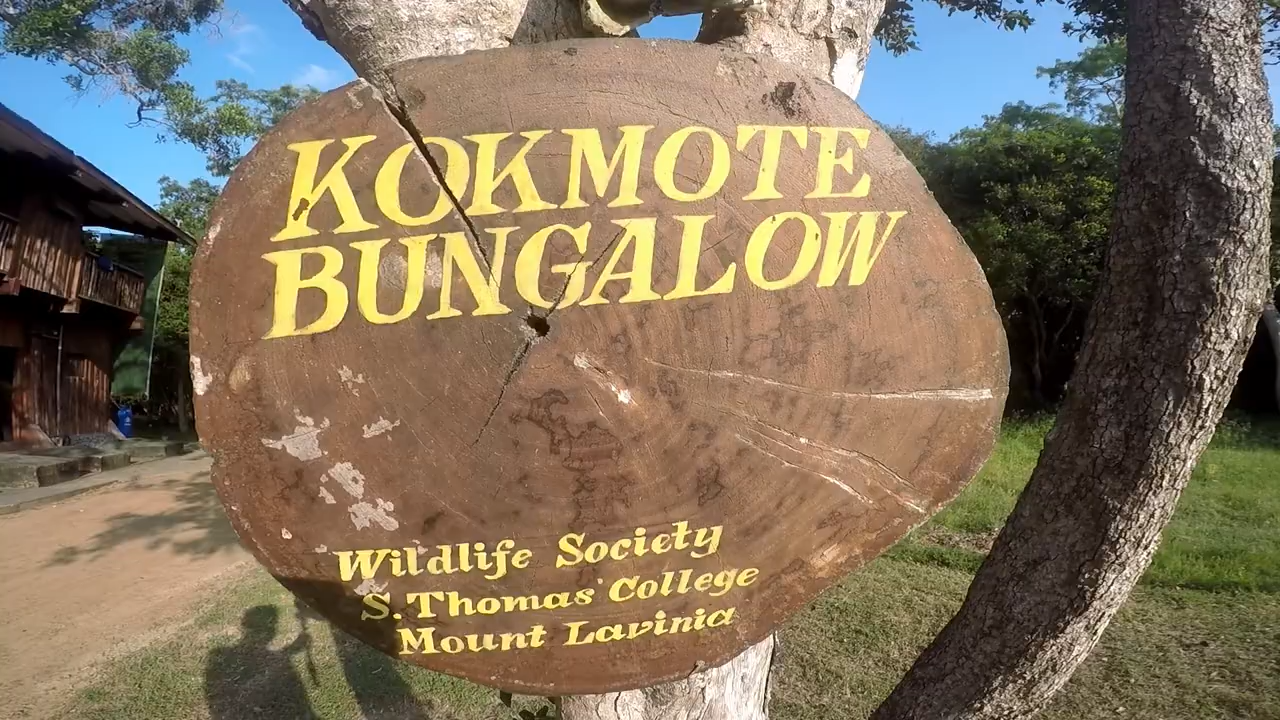 KOKMOTE
BUNGALOW
Wildlife Society
S. Thomas' College
Mount Lavinia